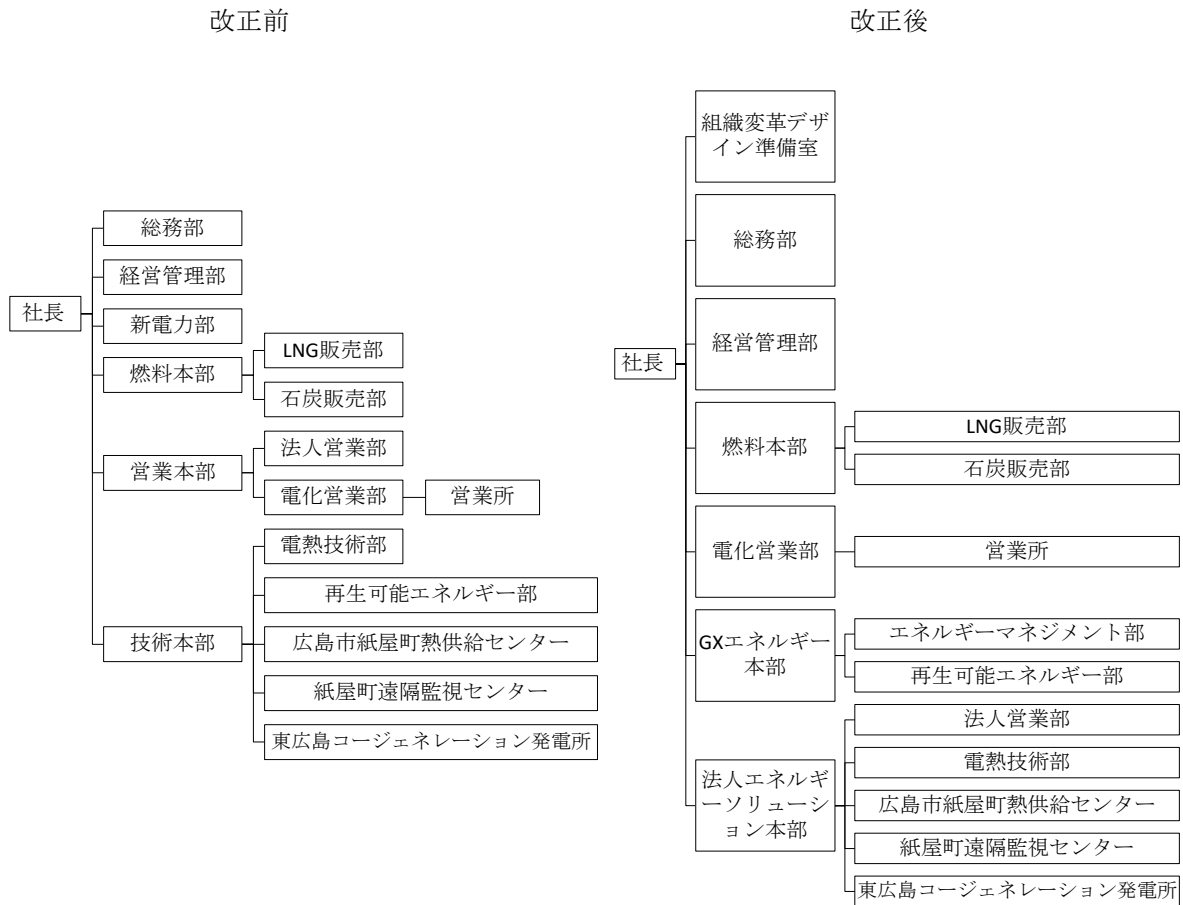 改正前
社長
総務部
経営管理部
新電力部
燃料本部
LNG販売部
石炭販売部
営業本部
法人営業部
電化営業部
営業所
技術本部
電熱技術部
再生可能エネルギー部
広島市紙屋町熱供給センター
紙屋町遠隔監視センター
東広島コージェネレーション発電所
改正後
社長
組織変革デザ
イン準備室
総務部
経営管理部
燃料本部
LNG販売部
石炭販売部
電化営業部
営業所
GXエネルギー
本部
エネルギーマネジメント部
再生可能エネルギー部
法人エネルギ
ーソリューシ
ョン本部
法人営業部
電熱技術部
広島市紙屋町熱供給センター
紙屋町遠隔監視センター
東広島コージェネレーション発電所